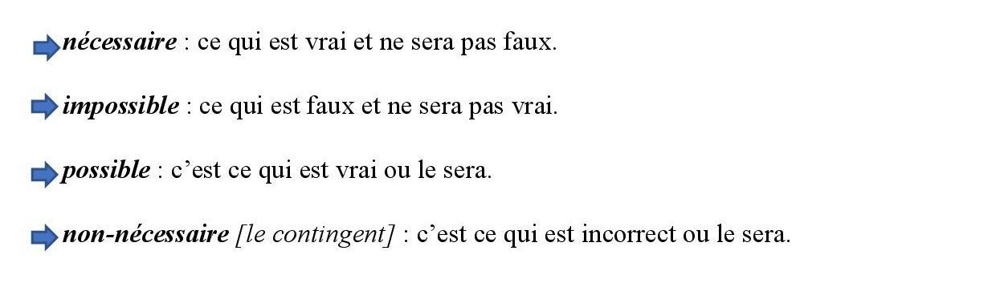 nécessaire : ce qui est vrai et ne sera pas faux.
impossible : ce qui est faux et ne sera pas vrai.
possible : c’est ce qui est vrai ou le sera.
non-nécessaire [le contingent] : c’est ce qui est incorrect ou le sera.